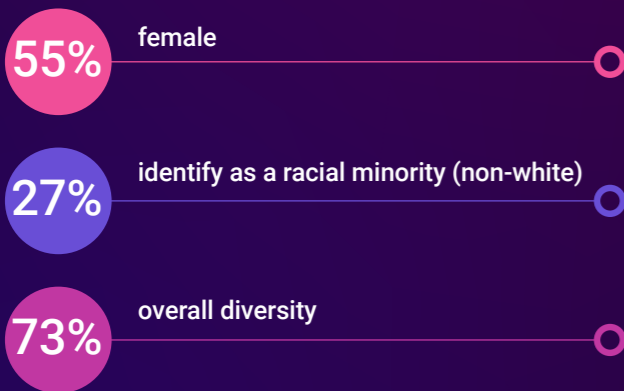 55%
female
27%
identify as a racial minority (non-white)
73%
overall diversity